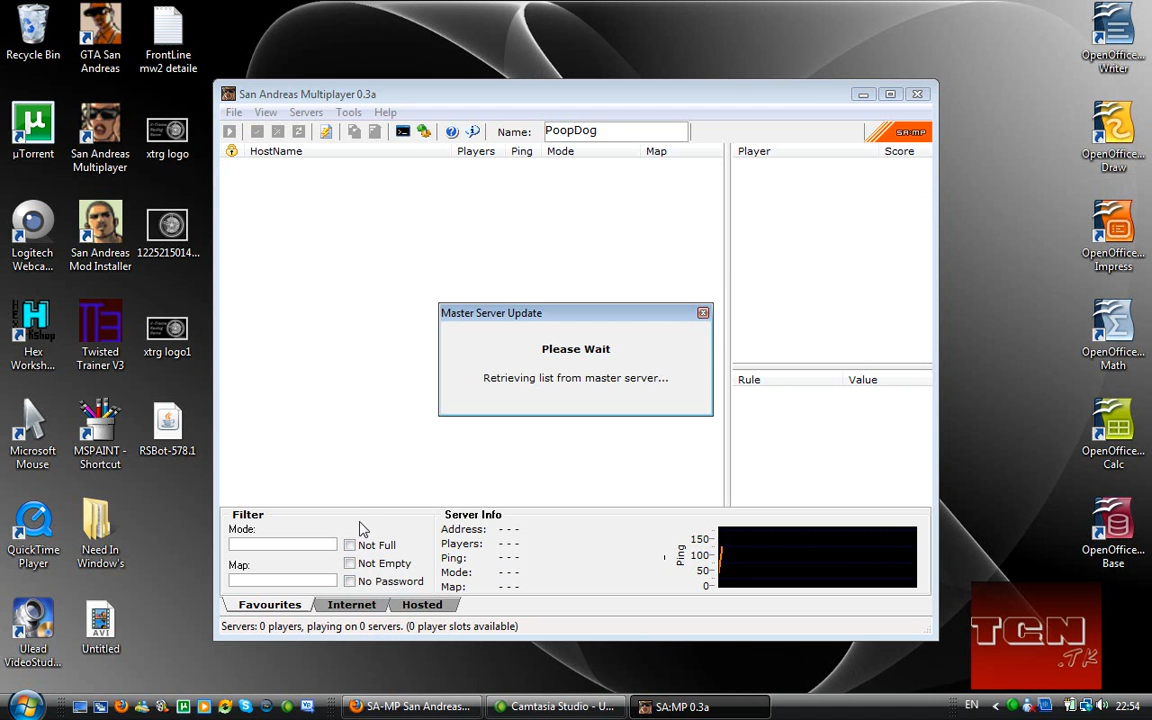 Recycle Bin
GTA San
Andreas
FrontLine
mw2 detaile
µTorrent
San Andreas
Multiplayer
xtrg logo
Logitech
Webca...
San Andreas
Mod Installer
1225215014...
Hex
Worksh...
Twisted
Trainer V3
xtrg logo1
Microsoft
Mouse
MSPAINT -
Shortcut
RSBot-578.1
QuickTime
Player
Need In
Window's
Ulead
VideoStud...
AVI
Untitled
San Andreas Multiplayer 0.3a
File View Servers Tools Help
Name: PoopDog
SA:MP
HostName Players Ping Mode Map
Player Score
Master Server Update
Please Wait
Retrieving list from master server...
Rule Value
Filter
Mode:
Map:
Not Full
Not Empty
No Password
Server Info
Address: - - -
Players: - - -
Ping: - - -
Mode: - - -
Map: - - -
Ping
150
100
50
0
Favourites Internet Hosted
Servers: 0 players, playing on 0 servers. (0 player slots available)
OpenOffice...
Writer
OpenOffice...
Draw
OpenOffice...
Impress
OpenOffice...
Math
OpenOffice...
Calc
OpenOffice...
Base
TCN
.TK
SA-MP San Andreas...
Camtasia Studio - U...
SA:MP 0.3a
EN
22:54